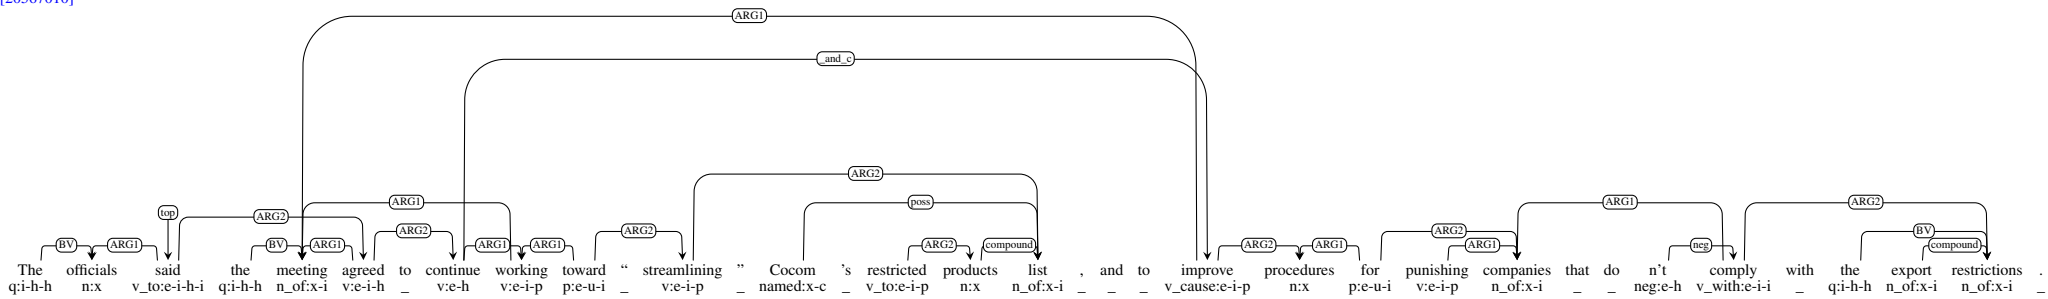 ARG1
_and_c
ARG2
ARG1 poss ARG1 ARG2
top ARG2
ARG2 ARG2 ARG2 BV
BV ARG1 BV ARG1 ARG1 ARG1 ARG2 compound ARG2 ARG1 ARG1 neg compound
The officials said the meeting agreed to continue working toward “ streamlining ” Cocom 's restricted products list , and to improve procedures for punishing companies that do n't comply with the export restrictions .
q:i-h-h n:x v_to:e-i-h-i q:i-h-h n_of:x-i v:e-i-h _ v:e-h v:e-i-p p:e-u-i _ v:e-i-p _ named:x-c _ v_to:e-i-p n:x n_of:x-i _ _ _ v_cause:e-i-p n:x p:e-u-i v:e-i-p n_of:x-i _ _ neg:e-h v_with:e-i-i _ q:i-h-h n_of:x-i n_of:x-i _